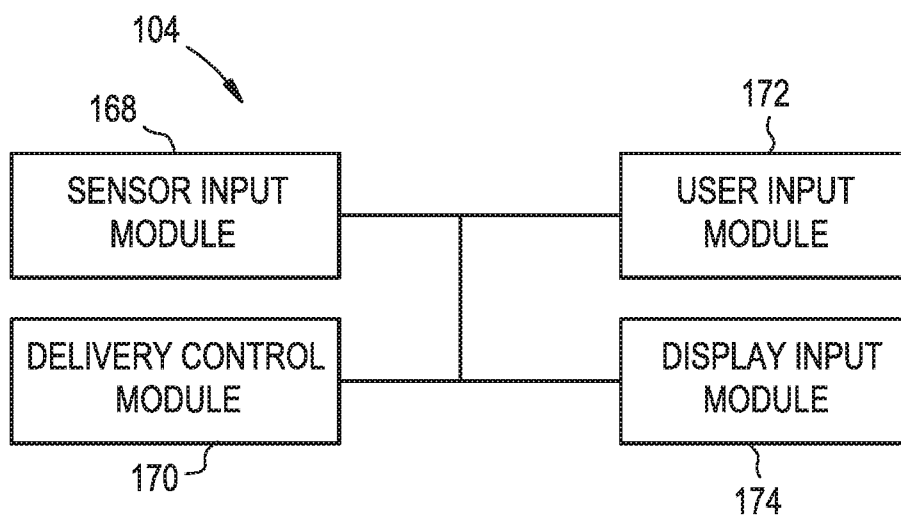 104
168
172
SENSOR INPUT
MODULE
USER INPUT
MODULE
DELIVERY CONTROL
MODULE
DISPLAY INPUT
MODULE
170
174